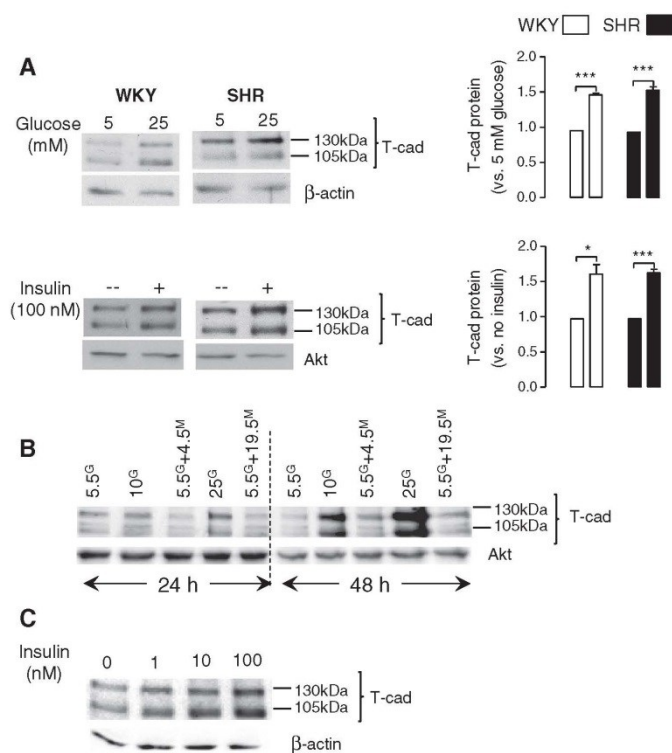 WKY SHR
A
WKY SHR
Glucose (mM) 5 25 5 25
130kDa
105kDa
T-cad
β-actin
T-cad protein (vs. 5 mM glucose)
2.0
1.5
1.0
0.5
0
*** ***
Insulin (100 nM) -- + -- +
130kDa
105kDa
T-cad
Akt
T-cad protein (vs. no insulin)
2.0
1.5
1.0
0.5
0
* ***
B
5.5G 10G 5.5G+4.5M 25G 5.5G+19.5M 5.5G 10G 5.5G+4.5M 25G 5.5G+19.5M
130kDa
105kDa
T-cad
Akt
24 h 48 h
C
Insulin (nM) 0 1 10 100
130kDa
105kDa
T-cad
β-actin